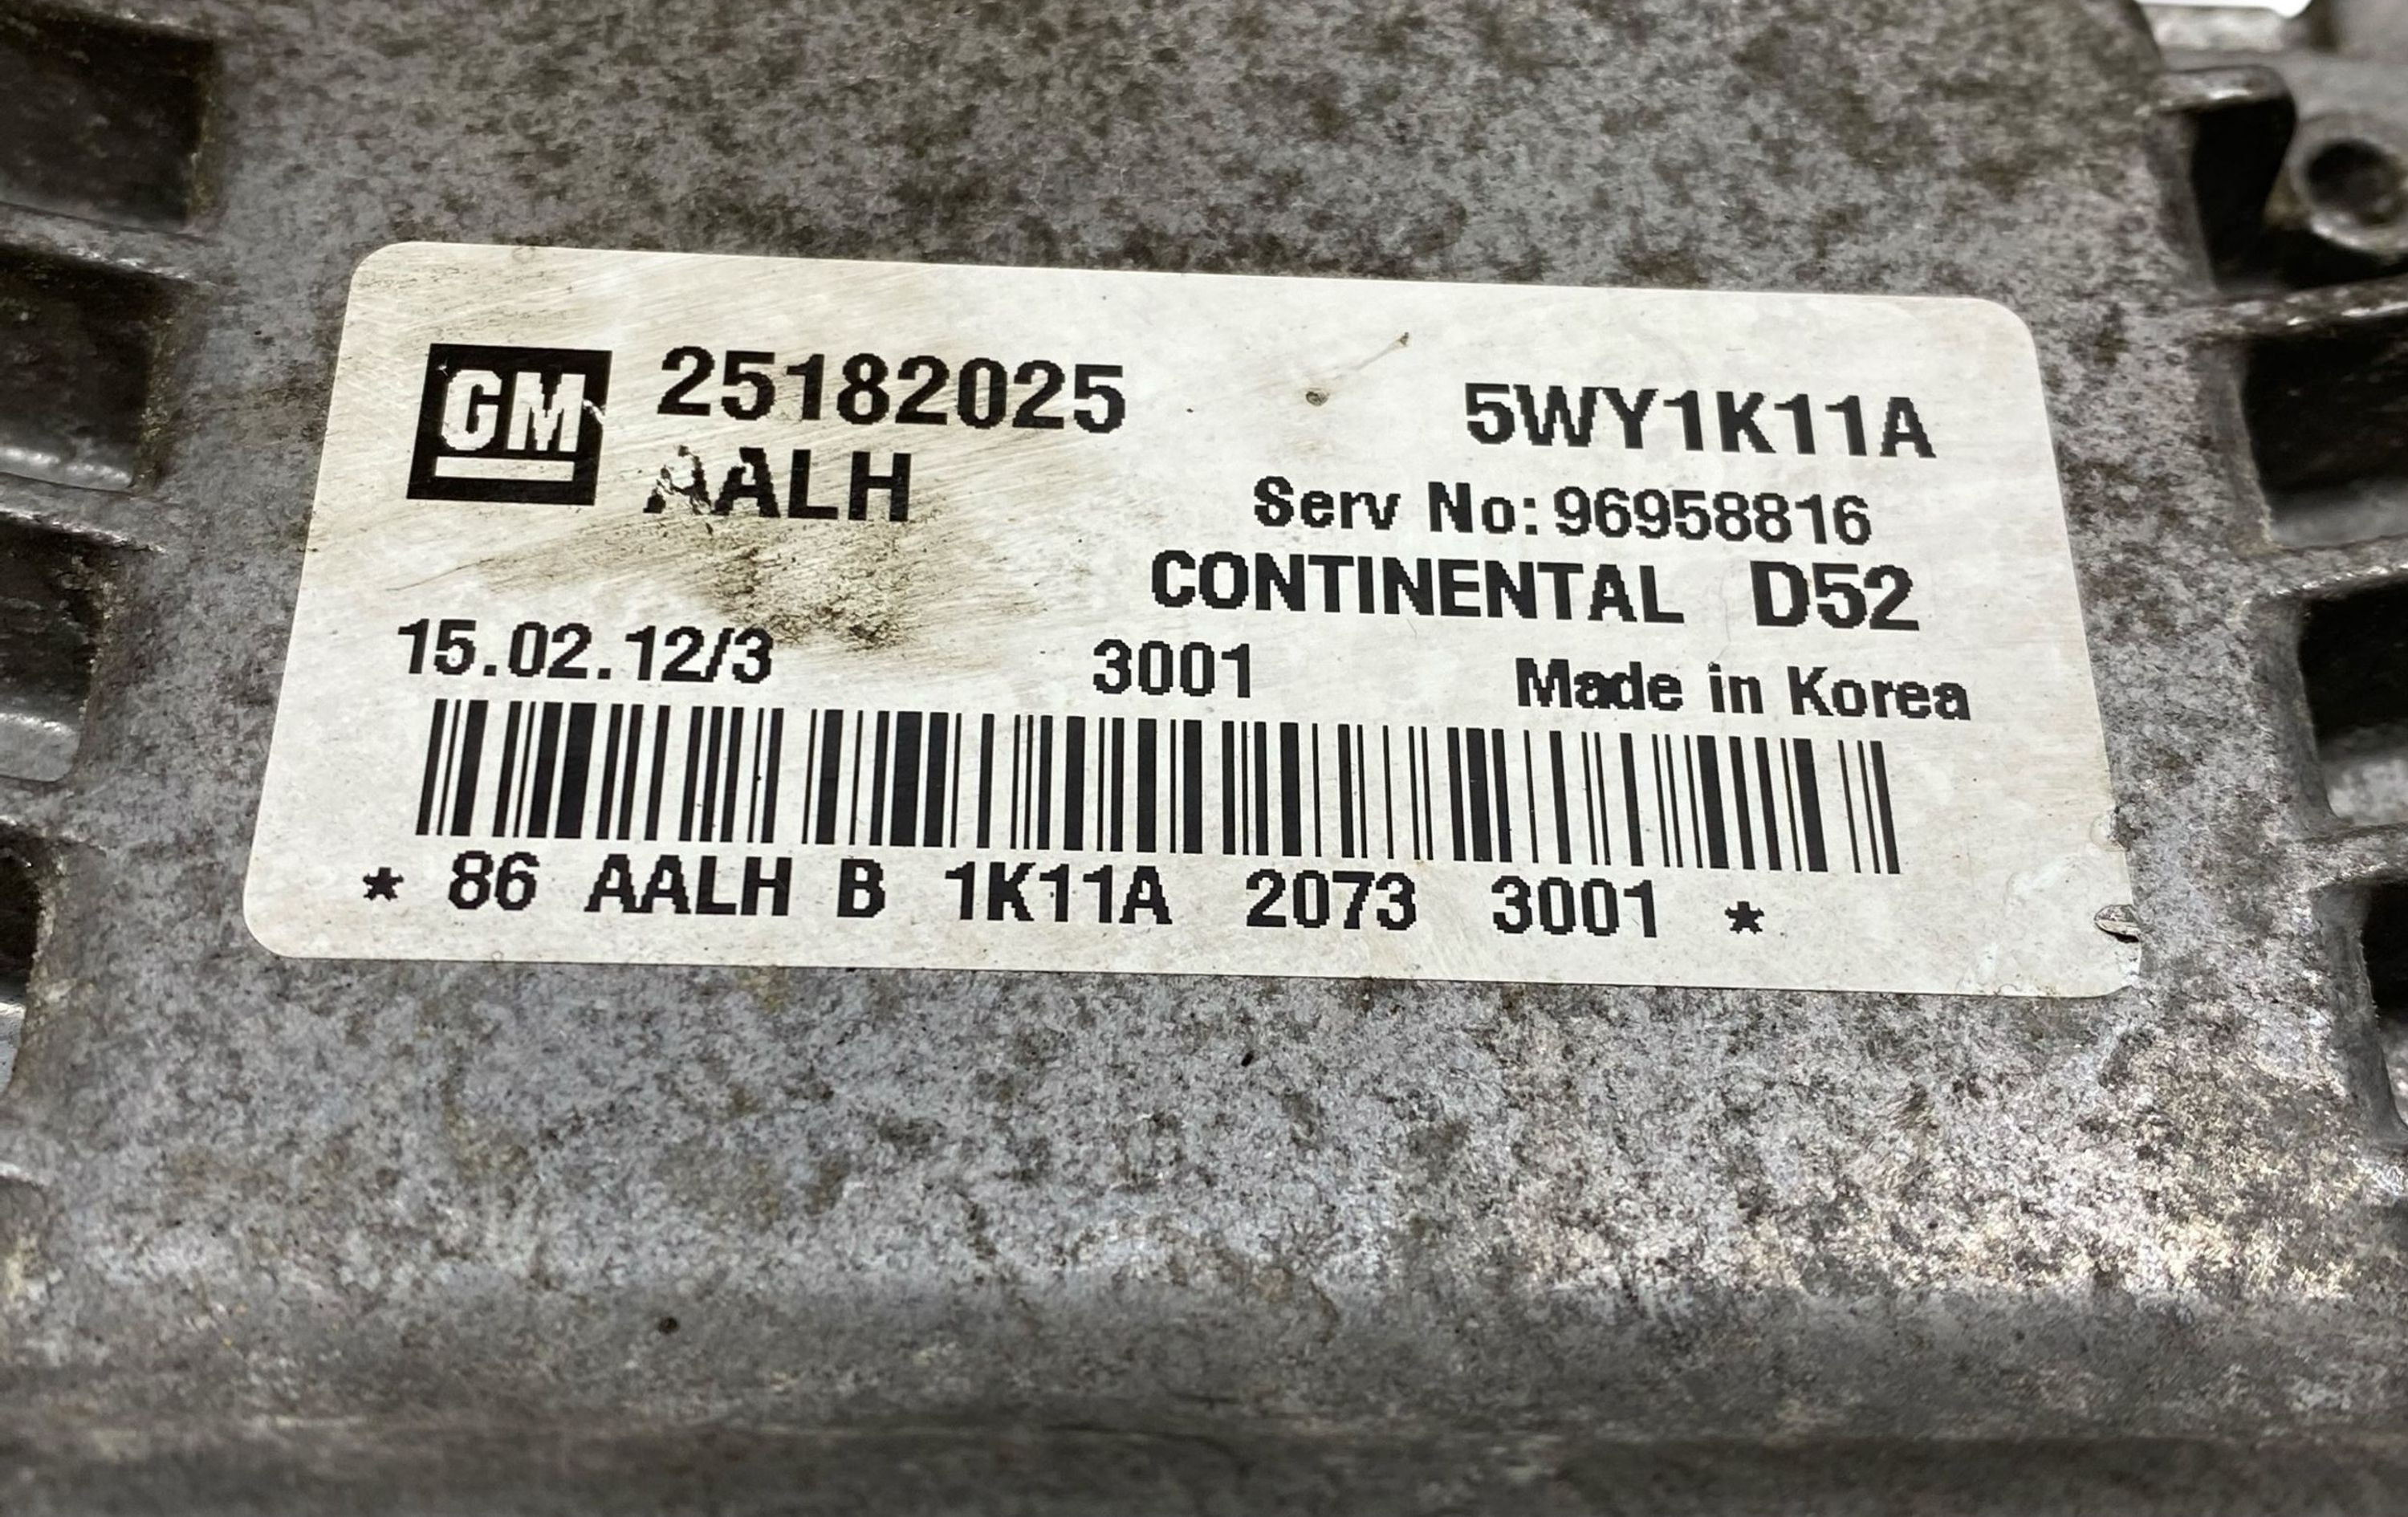 GM 25182025 5WY1K11A
AALH Serv No: 96958816
CONTINENTAL D52
15.02.12/3 3001 Made in Korea
* 86 AALH B 1K11A 2073 3001 *